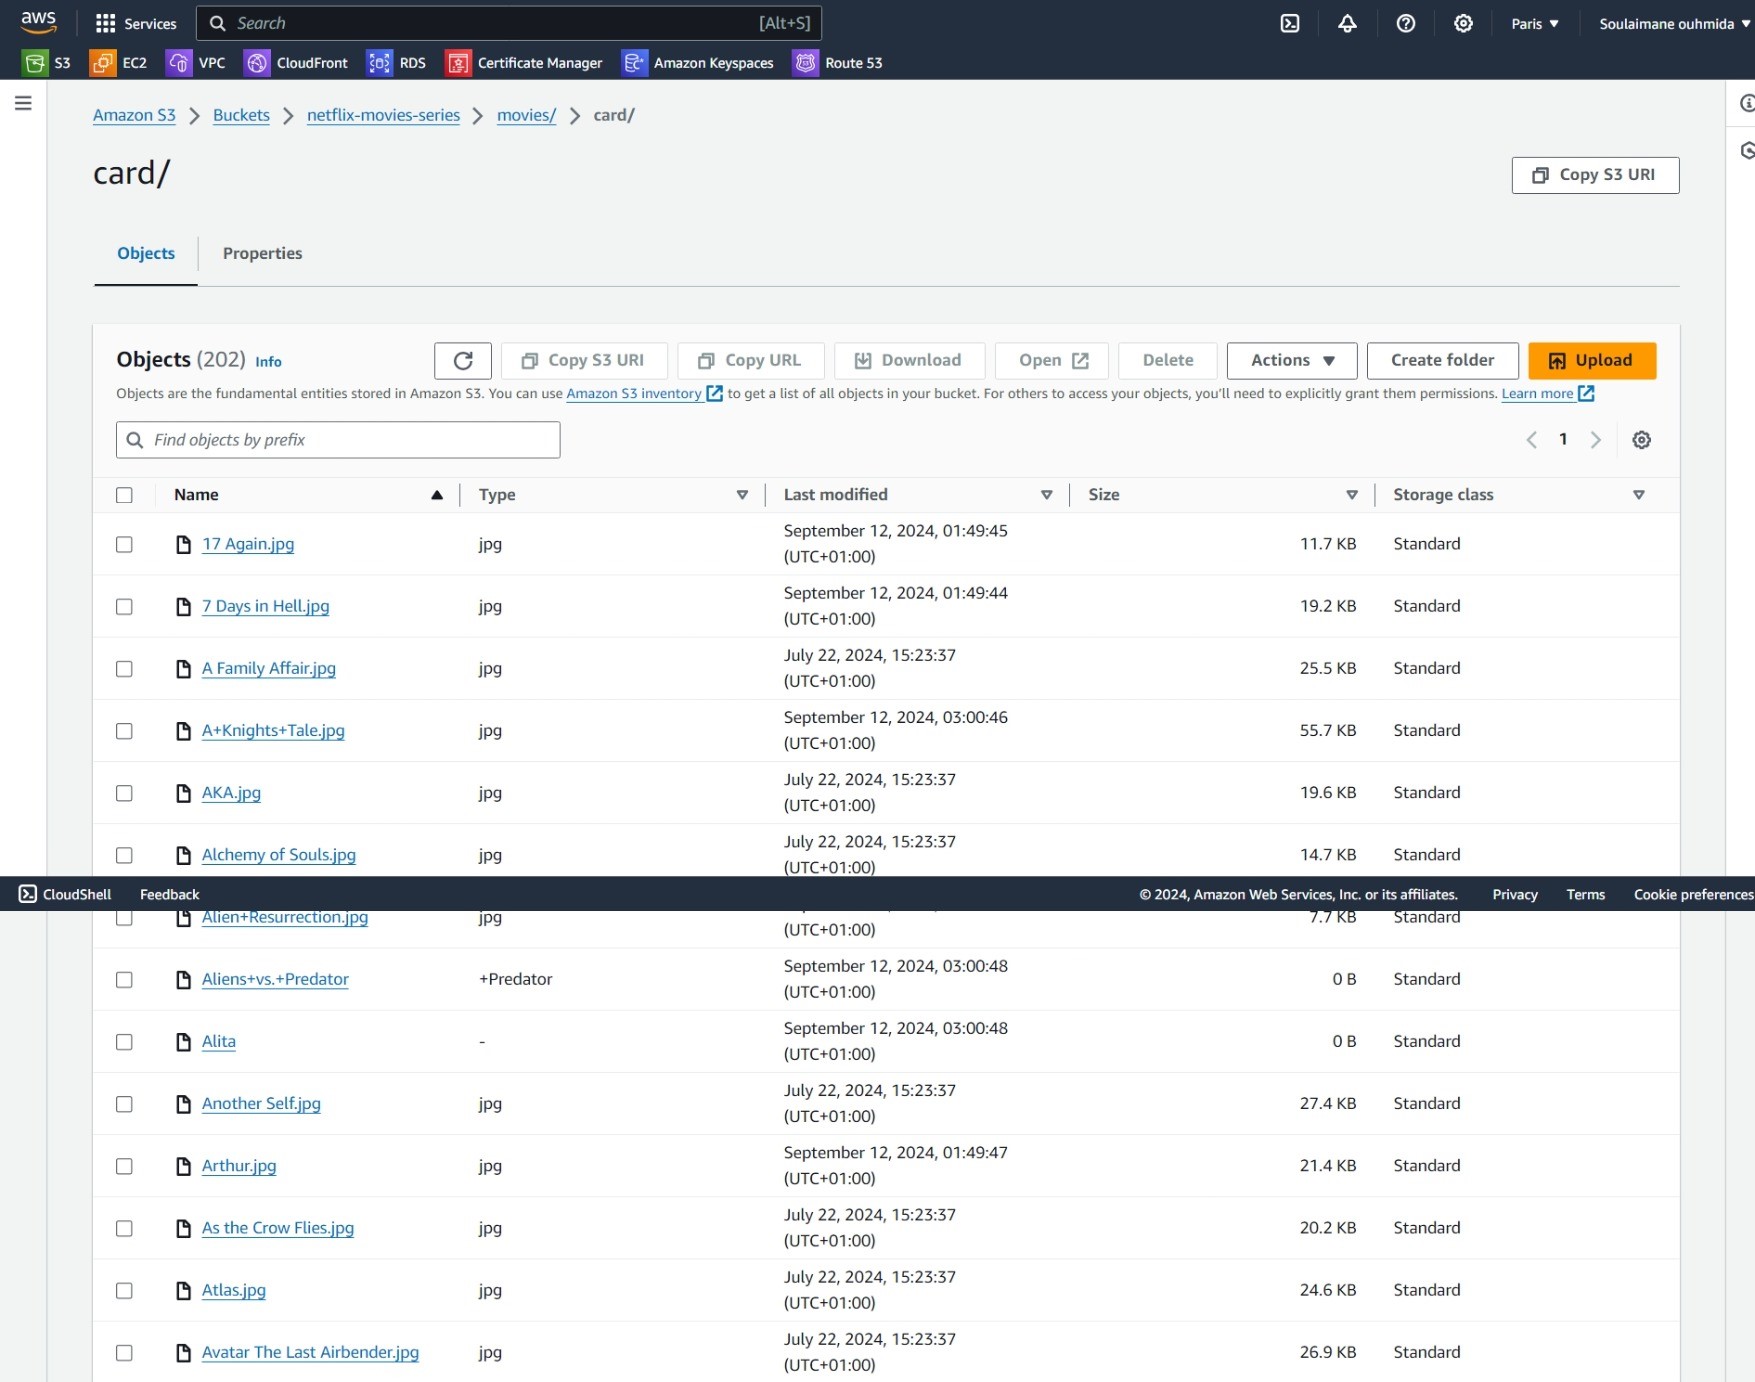 aws
Services
Search
[Alt+S]
Paris
Soulaimane ouhmida
S3
EC2
VPC
CloudFront
RDS
Certificate Manager
Amazon Keyspaces
Route 53
Amazon S3
Buckets
netflix-movies-series
movies/
card/
card/
Copy S3 URI
Objects
Properties
Objects (202) Info
Copy S3 URI
Copy URL
Download
Open
Delete
Actions
Create folder
Upload
Objects are the fundamental entities stored in Amazon S3. You can use Amazon S3 inventory to get a list of all objects in your bucket. For others to access your objects, you'll need to explicitly grant them permissions. Learn more
Find objects by prefix
1
Name
Type
Last modified
Size
Storage class
17 Again.jpg
jpg
September 12, 2024, 01:49:45
(UTC+01:00)
11.7 KB
Standard
7 Days in Hell.jpg
jpg
September 12, 2024, 01:49:44
(UTC+01:00)
19.2 KB
Standard
A Family Affair.jpg
jpg
July 22, 2024, 15:23:37
(UTC+01:00)
25.5 KB
Standard
A+Knights+Tale.jpg
jpg
September 12, 2024, 03:00:46
(UTC+01:00)
55.7 KB
Standard
AKA.jpg
jpg
July 22, 2024, 15:23:37
(UTC+01:00)
19.6 KB
Standard
Alchemy of Souls.jpg
jpg
July 22, 2024, 15:23:37
(UTC+01:00)
14.7 KB
Standard
CloudShell
Feedback
© 2024, Amazon Web Services, Inc. or its affiliates.
Privacy
Terms
Cookie preferences
Alien+Resurrection.jpg
jpg
(UTC+01:00)
7.7 KB
Standard
Aliens+vs.+Predator
+Predator
September 12, 2024, 03:00:48
(UTC+01:00)
0 B
Standard
Alita
-
September 12, 2024, 03:00:48
(UTC+01:00)
0 B
Standard
Another Self.jpg
jpg
July 22, 2024, 15:23:37
(UTC+01:00)
27.4 KB
Standard
Arthur.jpg
jpg
September 12, 2024, 01:49:47
(UTC+01:00)
21.4 KB
Standard
As the Crow Flies.jpg
jpg
July 22, 2024, 15:23:37
(UTC+01:00)
20.2 KB
Standard
Atlas.jpg
jpg
July 22, 2024, 15:23:37
(UTC+01:00)
24.6 KB
Standard
Avatar The Last Airbender.jpg
jpg
July 22, 2024, 15:23:37
(UTC+01:00)
26.9 KB
Standard